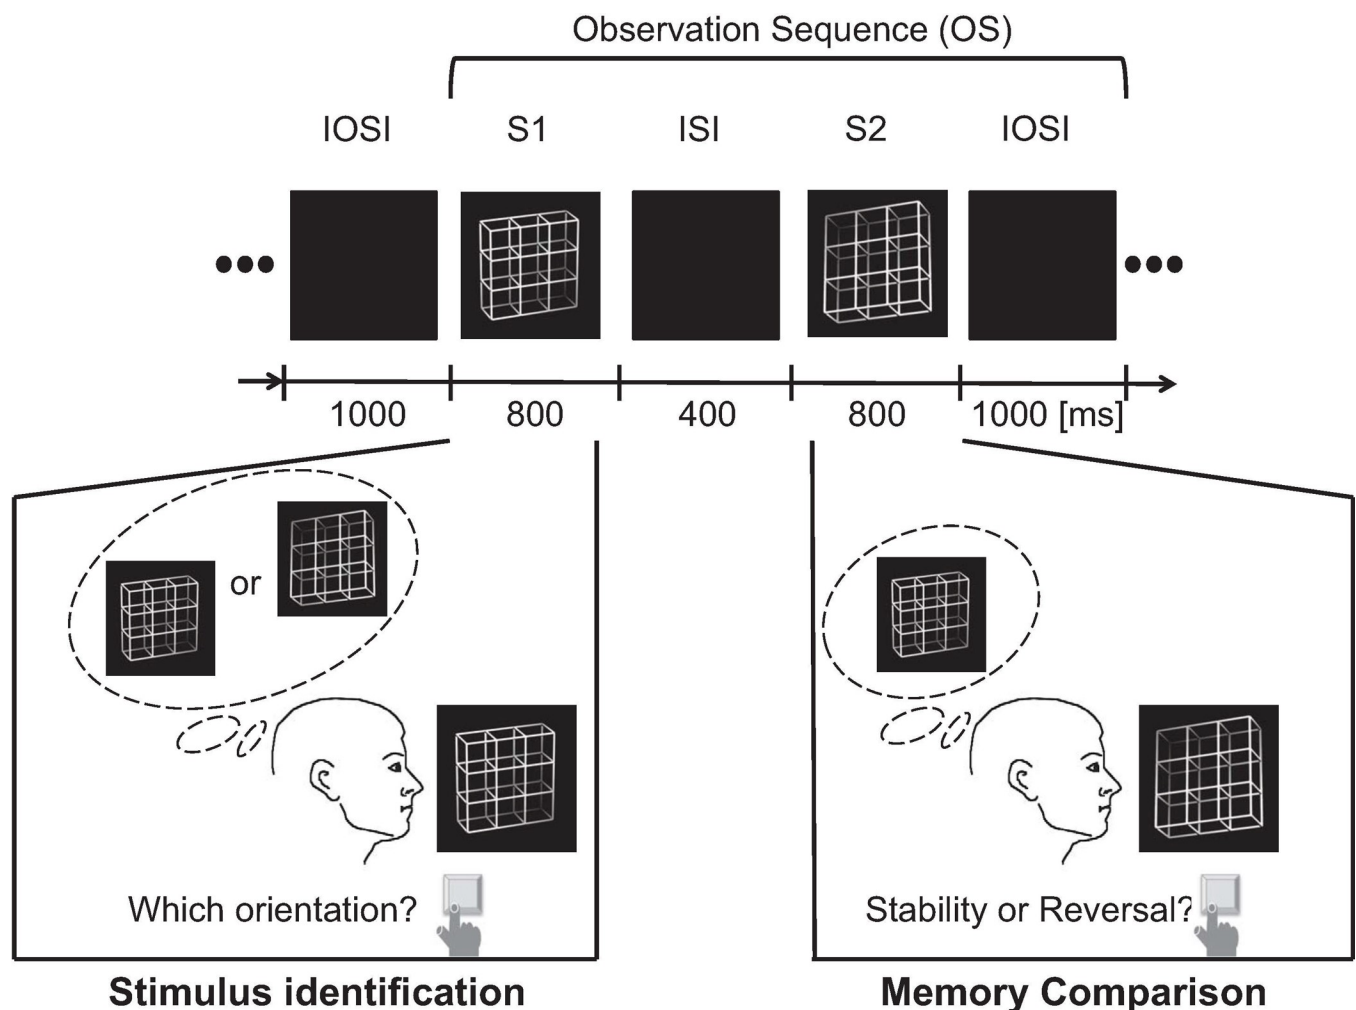 Observation Sequence (OS)
IOSI S1 ISI S2 IOSI
1000 800 400 800 1000 [ms]
or
Which orientation?
Stability or Reversal?
Stimulus identification
Memory Comparison